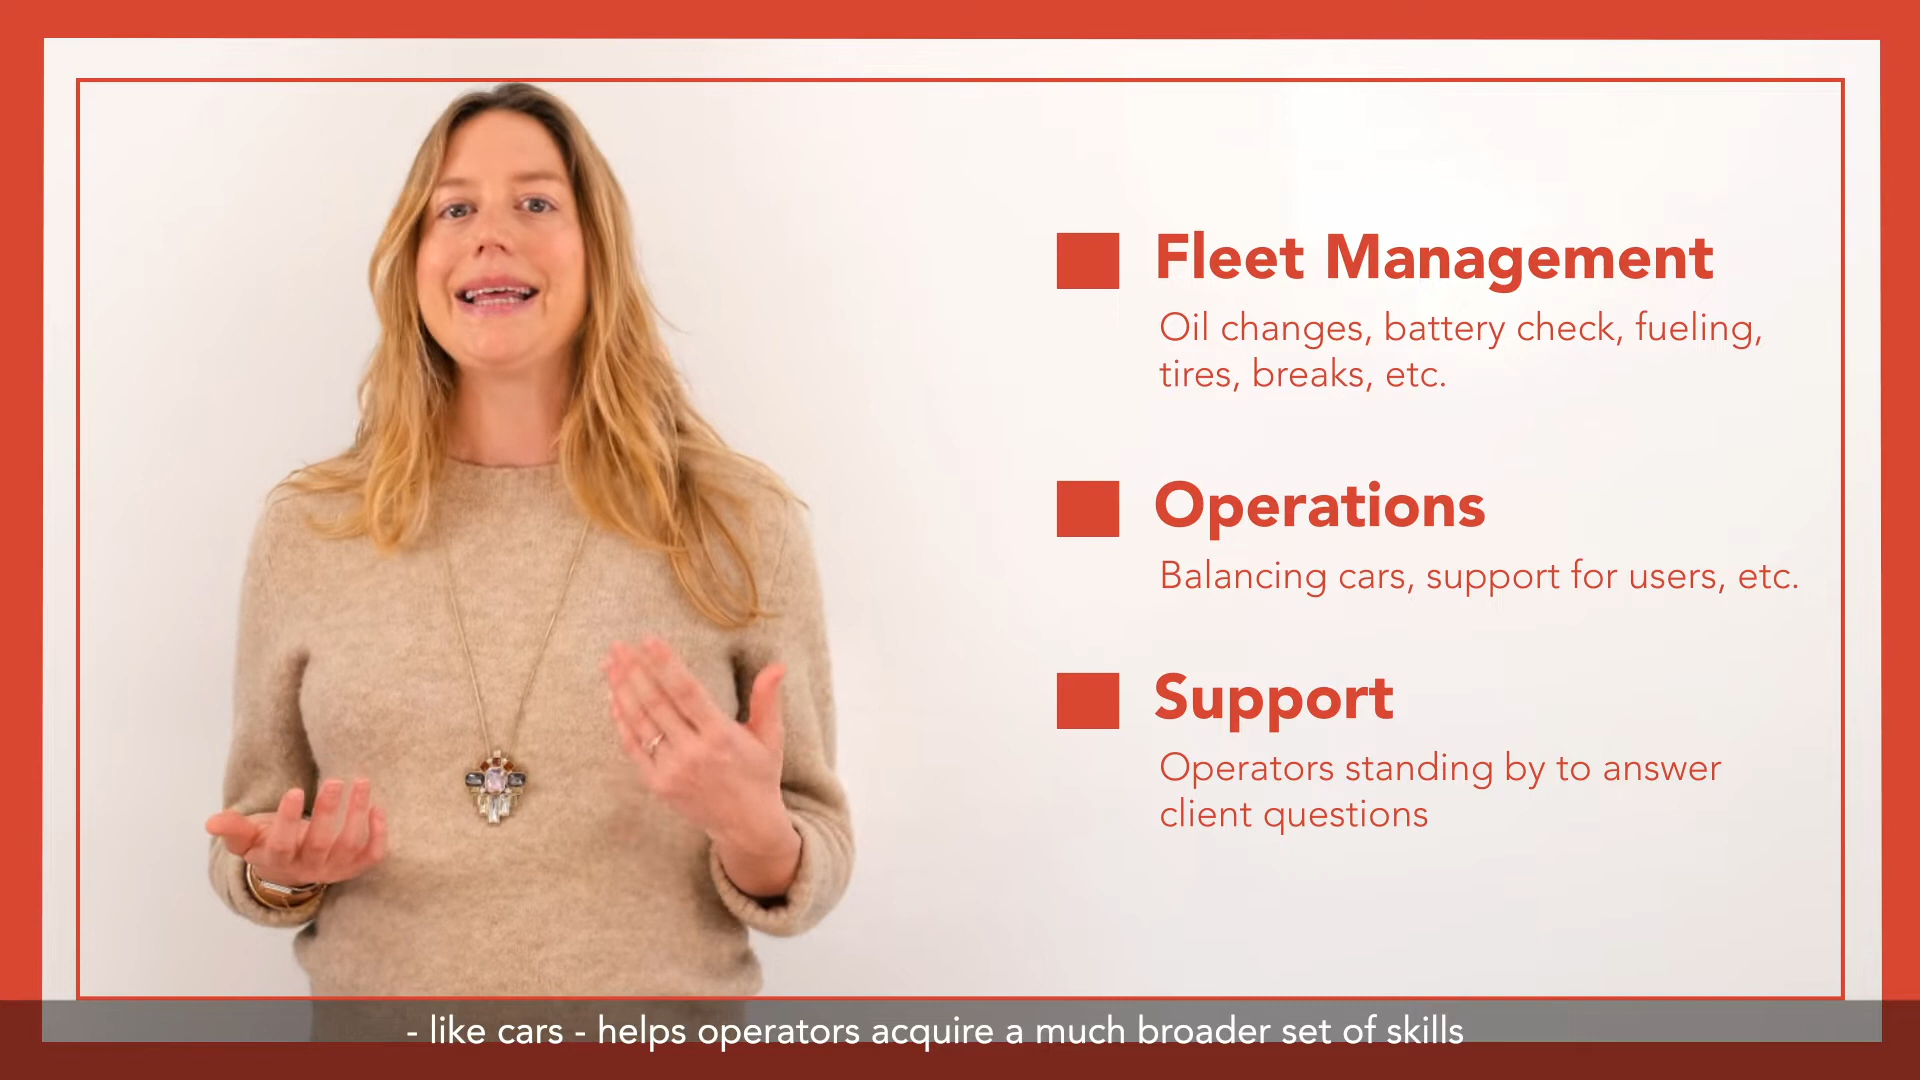 Fleet Management
Oil changes, battery check, fueling,
tires, breaks, etc.
Operations
Balancing cars, support for users, etc.
Support
Operators standing by to answer
client questions
- like cars - helps operators acquire a much broader set of skills